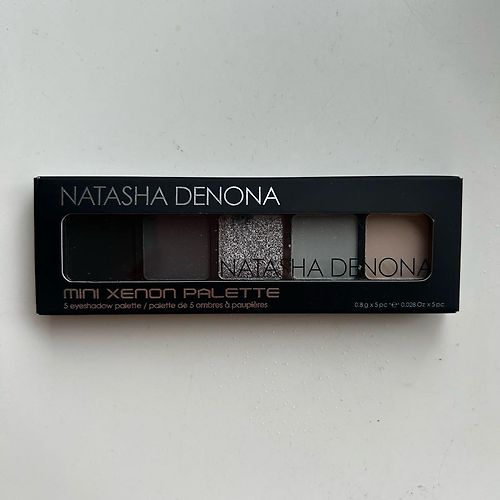 NATASHA DENONA
NATASHA DENONA
MINI XENON PALETTE
5 eyeshadow palette / palette de 5 ombres à paupières
0.8 g x 5 pc ℮ 0.028 Oz x 5 pc